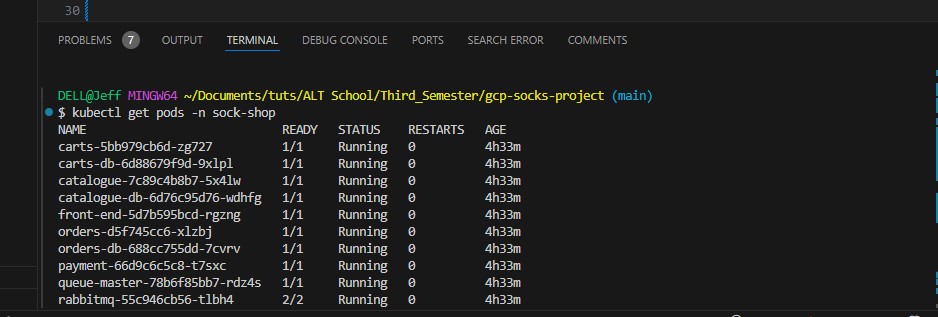 30
PROBLEMS 7 OUTPUT TERMINAL DEBUG CONSOLE PORTS SEARCH ERROR COMMENTS
DELL@Jeff MINGW64 ~/Documents/tuts/ALT School/Third_Semester/gcp-socks-project (main)
$ kubectl get pods -n sock-shop
NAME READY STATUS RESTARTS AGE
carts-5bb979cb6d-zg727 1/1 Running 0 4h33m
carts-db-6d88679f9d-9xlpl 1/1 Running 0 4h33m
catalogue-7c89c4b8b7-5x4lw 1/1 Running 0 4h33m
catalogue-db-6d76c95d76-wdhfg 1/1 Running 0 4h33m
front-end-5d7b595bcd-rgzng 1/1 Running 0 4h33m
orders-d5f745cc6-xlzbj 1/1 Running 0 4h33m
orders-db-688cc755dd-7cvrv 1/1 Running 0 4h33m
payment-66d9c6c5c8-t7sxc 1/1 Running 0 4h33m
queue-master-78b6f85bb7-rdz4s 1/1 Running 0 4h33m
rabbitmq-55c946cb56-tlbh4 2/2 Running 0 4h33m